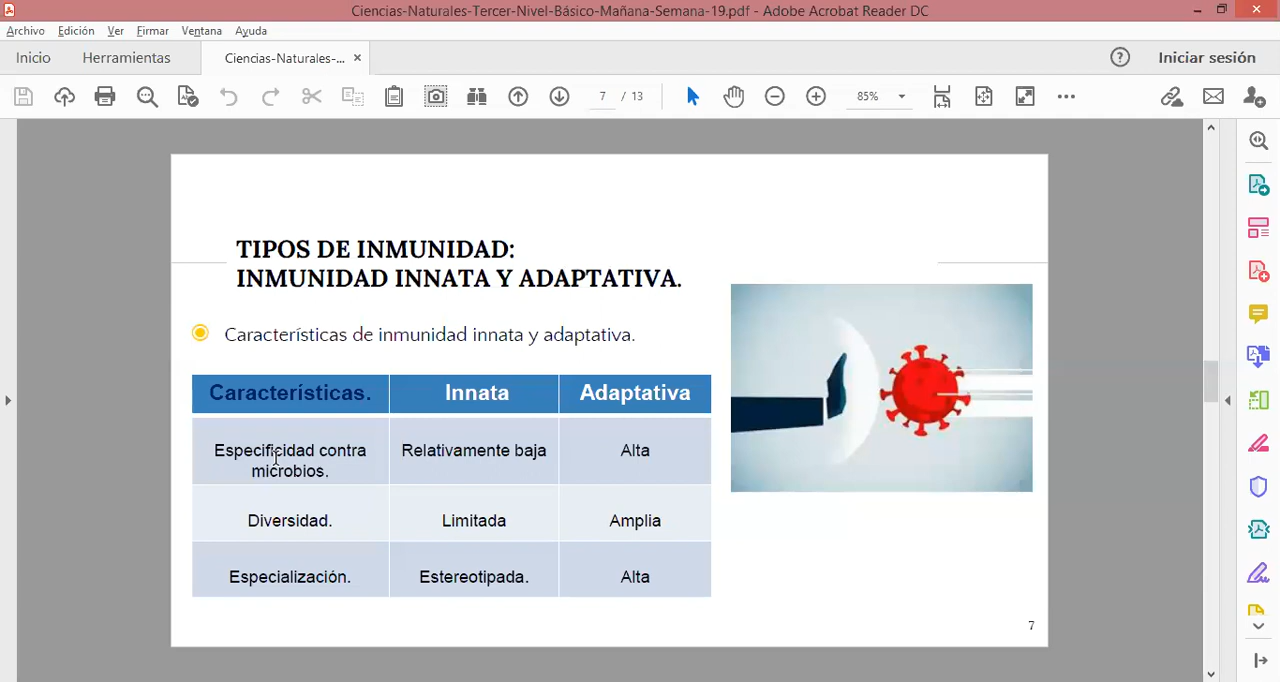 Ciencias-Naturales-Tercer-Nivel-Básico-Mañana-Semana-19.pdf - Adobe Acrobat Reader DC
Archivo Edición Ver Firmar Ventana Ayuda
Inicio Herramientas Ciencias-Naturales-... × Iniciar sesión
7 / 13 85%
TIPOS DE INMUNIDAD:
INMUNIDAD INNATA Y ADAPTATIVA.
Características de inmunidad innata y adaptativa.
Características. Innata Adaptativa
Especificidad contra microbios. Relativamente baja Alta
Diversidad. Limitada Amplia
Especialización. Estereotipada. Alta
7